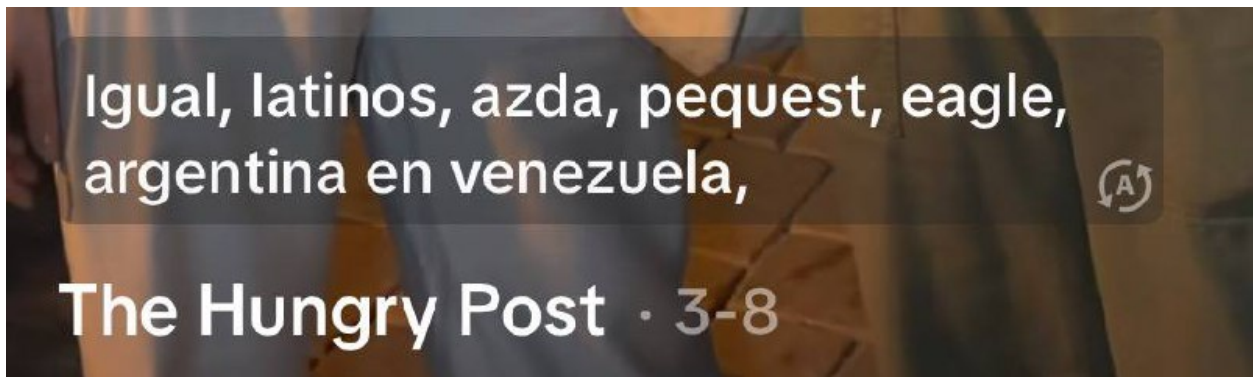 Igual, latinos, azda, pequest, eagle,
argentina en venezuela,
A
The Hungry Post · 3-8